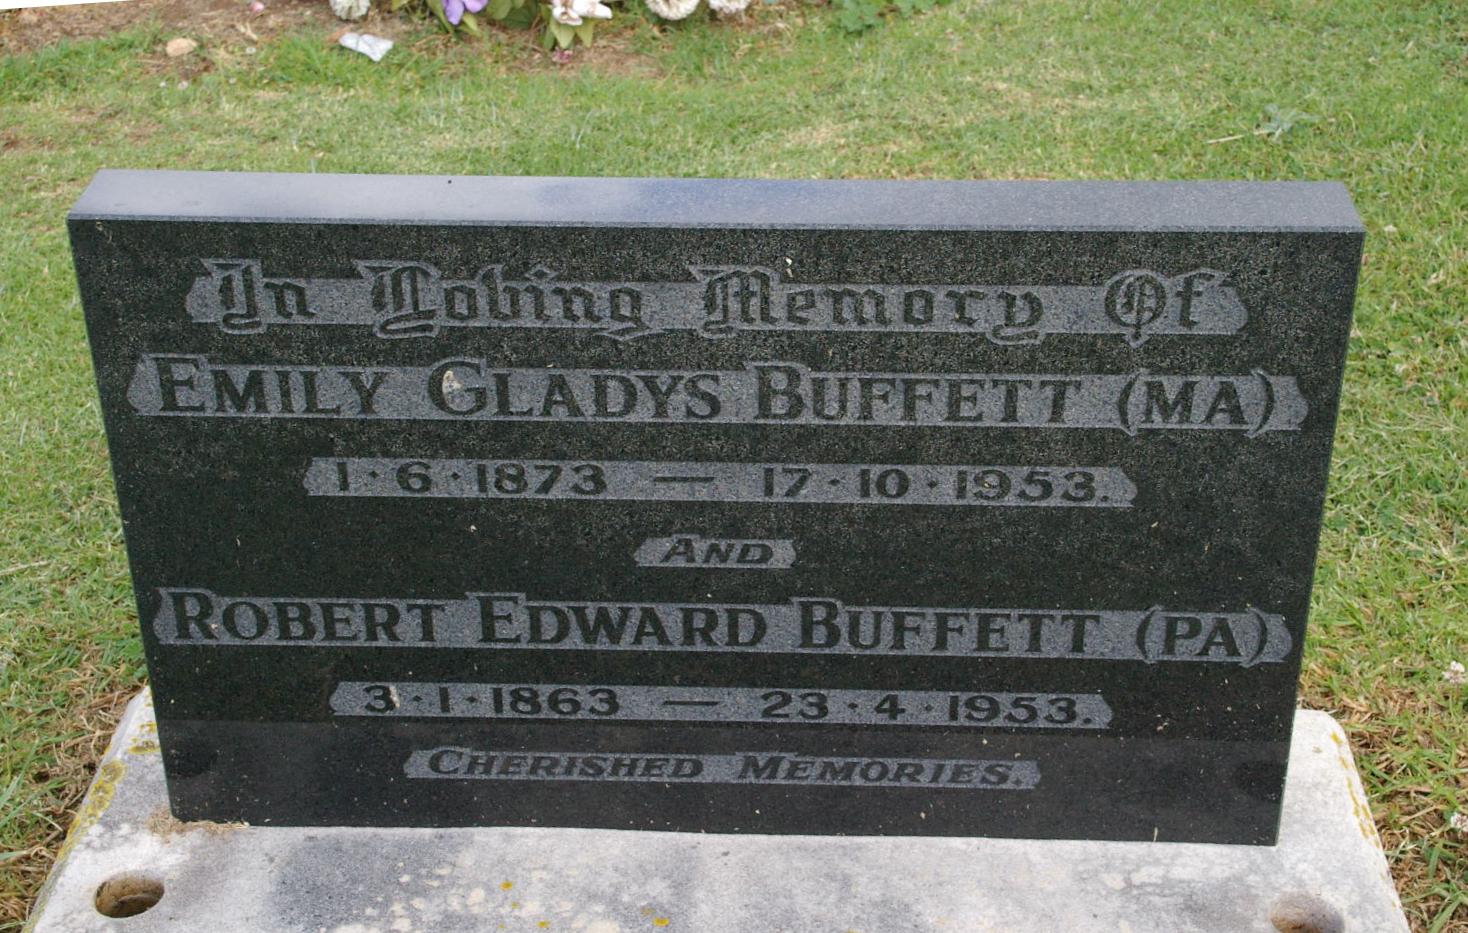 In Loving Memory Of
EMILY GLADYS BUFFETT (MA)
1·6·1873 — 17·10·1953.
AND
ROBERT EDWARD BUFFETT (PA)
3·1·1863 — 23·4·1953.
CHERISHED MEMORIES.